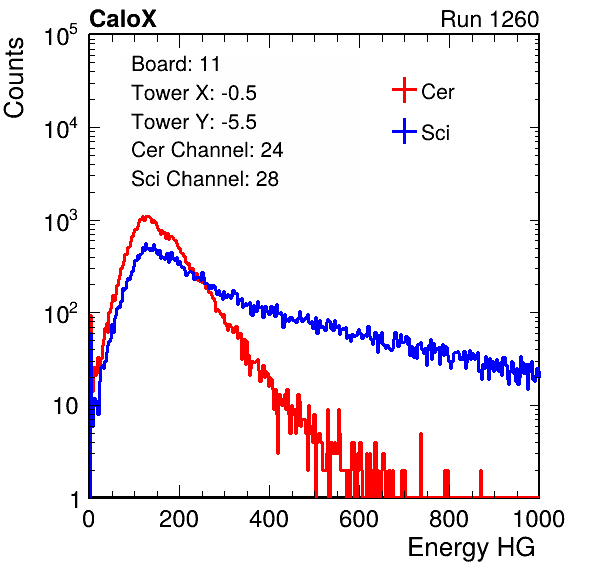 CaloX Run 1260
Counts
10^5
10^4
10^3
10^2
10
1
Board: 11
Tower X: -0.5
Tower Y: -5.5
Cer Channel: 24
Sci Channel: 28
Cer
Sci
0 200 400 600 800 1000
Energy HG